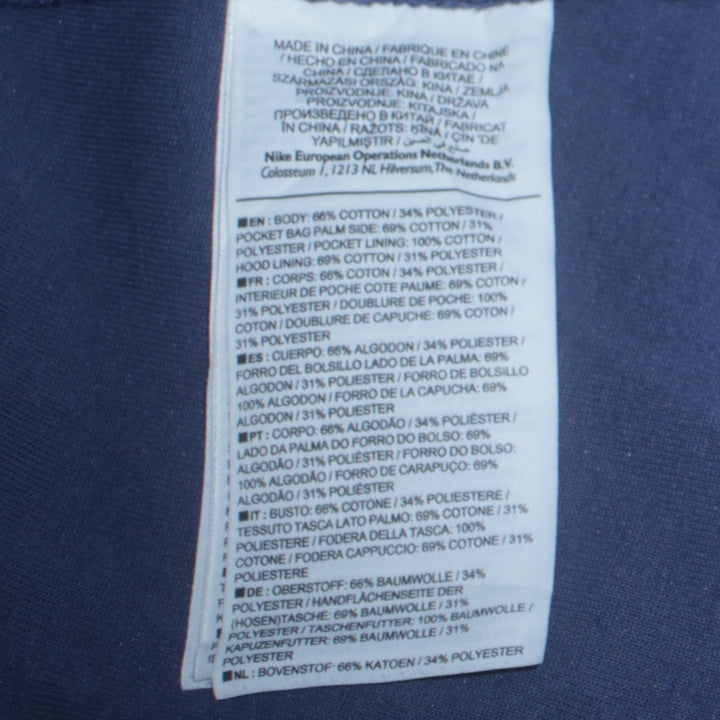 MADE IN CHINA / FABRIQUE EN CHINE
/ HECHO EN CHINA / FABRICADO NA
CHINA / СДЕЛАНО В КИТАЕ /
SZÁRMAZÁSI ORSZÁG: KÍNA / ZEMLJA
PROIZVODNJE: KINA / DRŽAVA
PROIZVODNJE: KITAJSKA /
ПРОИЗВЕДЕНО В КИТАЙ / FABRICAT
ÎN CHINA / RAŽOTS: ĶĪNA / ÇİN 'DE
YAPILMIŞTIR / صنع في الصين
Nike European Operations Netherlands B.V.
Colosseum 1, 1213 NL Hilversum, The Netherlands
■EN : BODY: 66% COTTON / 34% POLYESTER /
POCKET BAG PALM SIDE: 69% COTTON / 31%
POLYESTER / POCKET LINING: 100% COTTON /
HOOD LINING: 69% COTTON / 31% POLYESTER
■FR : CORPS: 66% COTON / 34% POLYESTER /
INTERIEUR DE POCHE COTE PAUME: 69% COTON /
31% POLYESTER / DOUBLURE DE POCHE: 100%
COTON / DOUBLURE DE CAPUCHE: 69% COTON /
31% POLYESTER
■ES : CUERPO: 66% ALGODON / 34% POLIESTER /
FORRO DEL BOLSILLO LADO DE LA PALMA: 69%
ALGODON / 31% POLIESTER / FORRO DE BOLSILLO
100% ALGODON / FORRO DE LA CAPUCHA: 69%
ALGODON / 31% POLIESTER
■PT : CORPO: 66% ALGODÃO / 34% POLIÉSTER /
LADO DA PALMA DO FORRO DO BOLSO: 69%
ALGODÃO / 31% POLIÉSTER / FORRO DO BOLSO:
100% ALGODÃO / FORRO DE CARAPUÇO: 69%
ALGODÃO / 31% POLIÉSTER
■IT : BUSTO: 66% COTONE / 34% POLIESTERE /
TESSUTO TASCA LATO PALMO: 69% COTONE / 31%
POLIESTERE / FODERA DELLA TASCA: 100%
COTONE / FODERA CAPPUCCIO: 69% COTONE / 31%
POLIESTERE
■DE : OBERSTOFF: 66% BAUMWOLLE / 34%
POLYESTER / HANDFLÄCHENSEITE DER
(HOSEN)TASCHE: 69% BAUMWOLLE / 31%
POLYESTER / TASCHENFUTTER: 100% BAUMWOLLE /
KAPUZENFUTTER: 69% BAUMWOLLE / 31%
POLYESTER
■NL : BOVENSTOF: 66% KATOEN / 34% POLYESTER